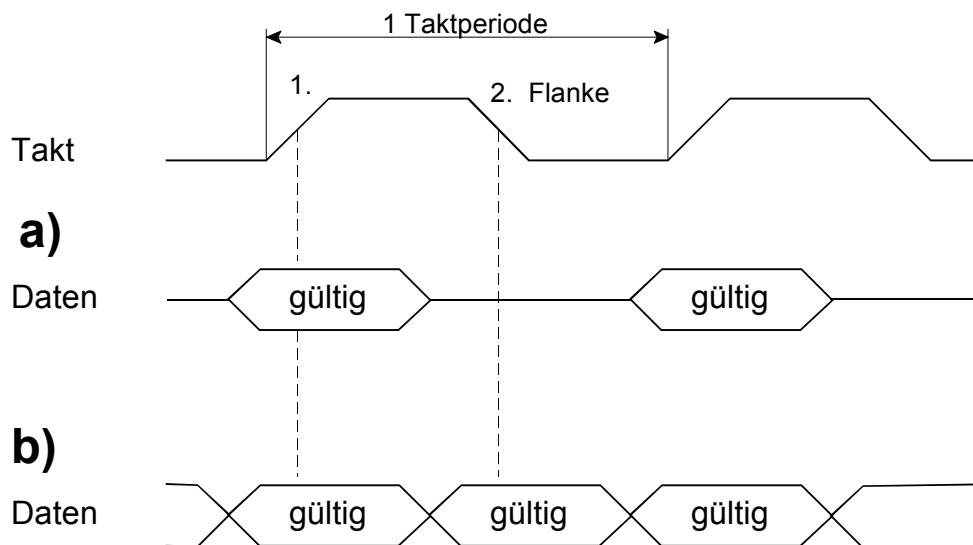 1 Taktperiode
1.
2. Flanke
Takt
a)
Daten
gültig
gültig
b)
Daten
gültig
gültig
gültig